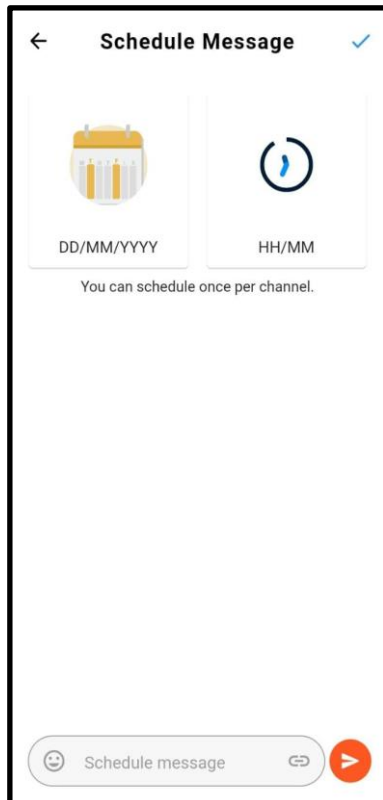 Schedule Message
DD/MM/YYYY
HH/MM
You can schedule once per channel.
Schedule message